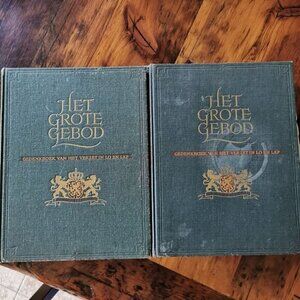 HET
GROTE
GEBOD
GEDENKBOEK VAN HET VERZET IN LO EN LKP
HET
GROTE
GEBOD
GEDENKBOEK VAN HET VERZET IN LO EN LKP